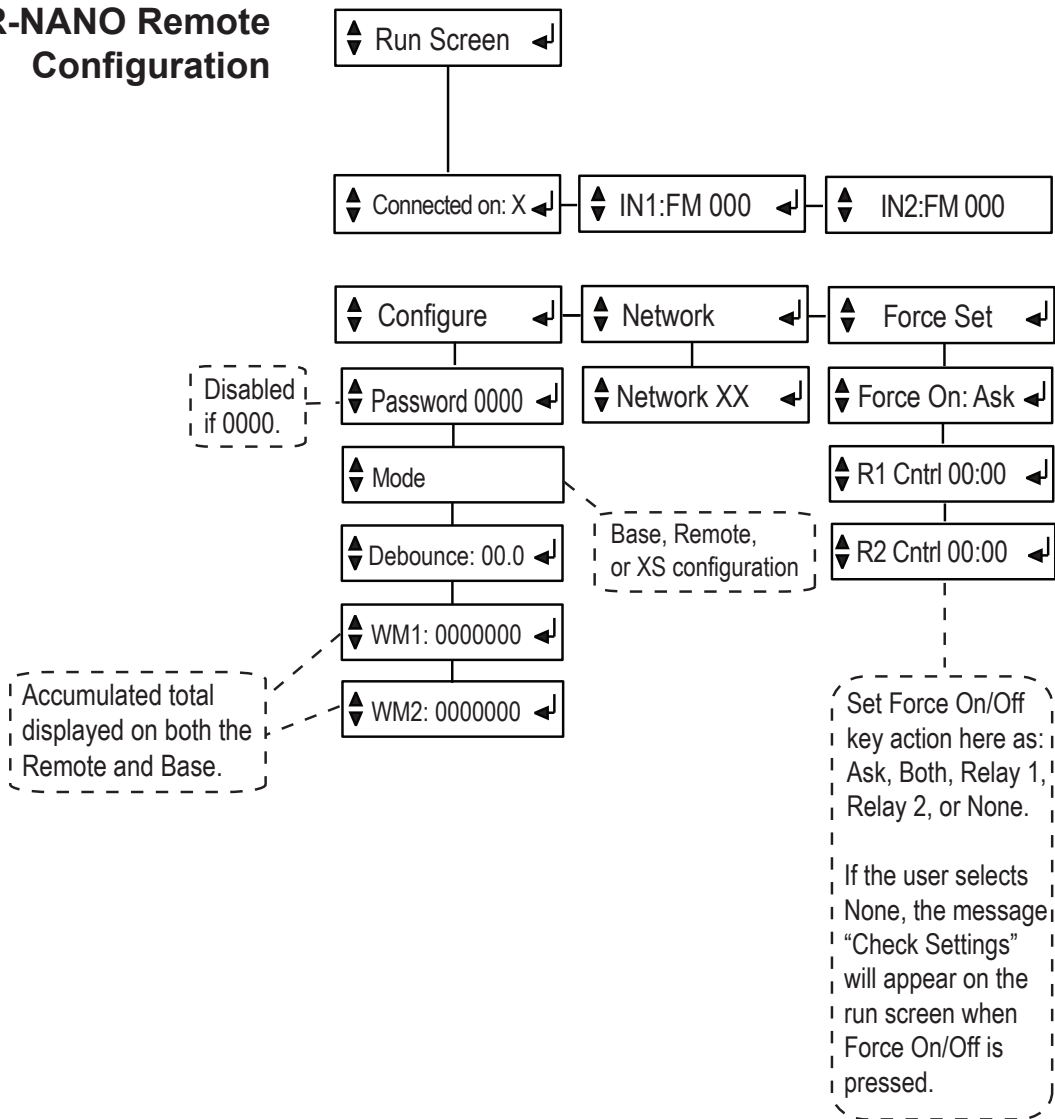 R-NANO Remote
Configuration
Run Screen
Connected on: X
IN1:FM 000
IN2:FM 000
Configure
Network
Force Set
Disabled
if 0000.
Password 0000
Network XX
Force On: Ask
Mode
R1 Cntrl 00:00
Base, Remote,
or XS configuration
Debounce: 00.0
R2 Cntrl 00:00
WM1: 0000000
Accumulated total
displayed on both the
Remote and Base.
WM2: 0000000
Set Force On/Off
key action here as:
Ask, Both, Relay 1,
Relay 2, or None.
If the user selects
None, the message
“Check Settings”
will appear on the
run screen when
Force On/Off is
pressed.